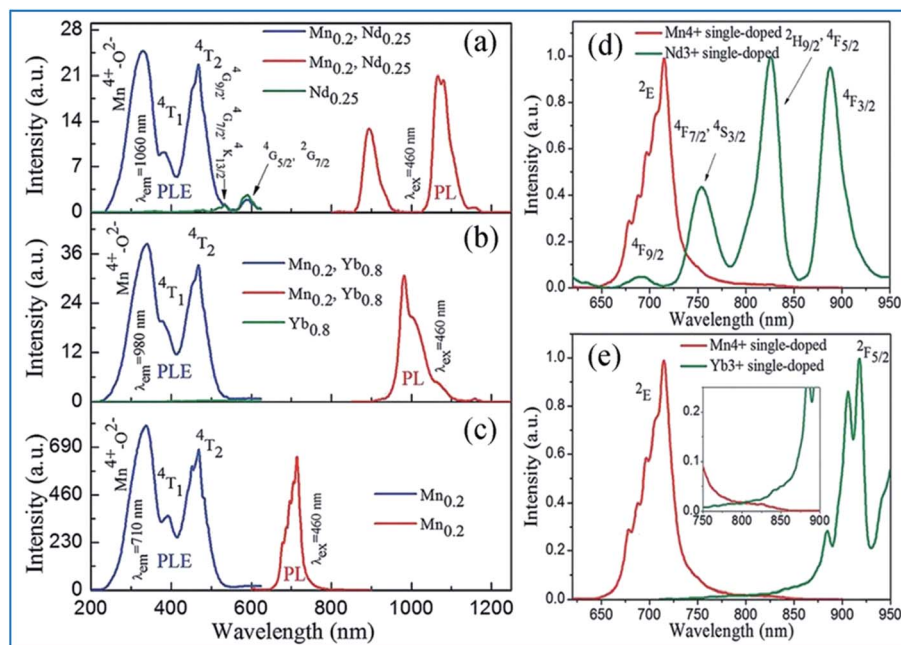 (a)
Mn4+-O2-
4T1
4T2
4G9/2,
4G7/2, 4K13/2
4G5/2, 2G7/2
λem=1060 nm
PLE
λex=460 nm
PL
Mn0.2, Nd0.25
Mn0.2, Nd0.25
Nd0.25
Intensity (a.u.)
28
21
14
7
0
(b)
Mn4+-O2-
4T1
4T2
λem=980 nm
PLE
λex=460 nm
PL
Mn0.2, Yb0.8
Mn0.2, Yb0.8
Yb0.8
Intensity (a.u.)
36
24
12
0
(c)
Mn4+-O2-
4T1
4T2
λem=710 nm
PLE
λex=460 nm
PL
Mn0.2
Mn0.2
Intensity (a.u.)
690
460
230
0
200 400 600 800 1000 1200
Wavelength (nm)
(d)
Mn4+ single-doped
Nd3+ single-doped
2H9/2, 4F5/2
2E
4F7/2, 4S3/2
4F3/2
4F9/2
Intensity (a.u.)
1.0
0.8
0.6
0.4
0.2
0.0
650 700 750 800 850 900 950
Wavelength (nm)
(e)
Mn4+ single-doped
Yb3+ single-doped
2E
2F5/2
0.2
0.1
0.0
750 800 850 900
Intensity (a.u.)
1.0
0.8
0.6
0.4
0.2
0.0
650 700 750 800 850 900 950
Wavelength (nm)